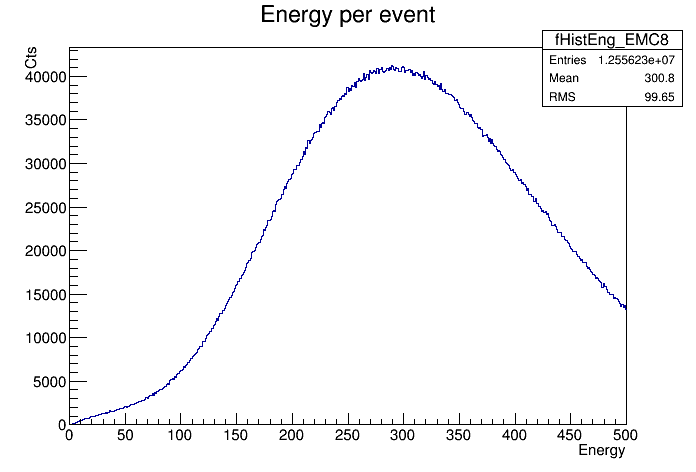 Energy per event
Cts
fHistEng_EMC8
Entries 1.255623e+07
Mean 300.8
RMS 99.65
40000
35000
30000
25000
20000
15000
10000
5000
0
0 50 100 150 200 250 300 350 400 450 500
Energy